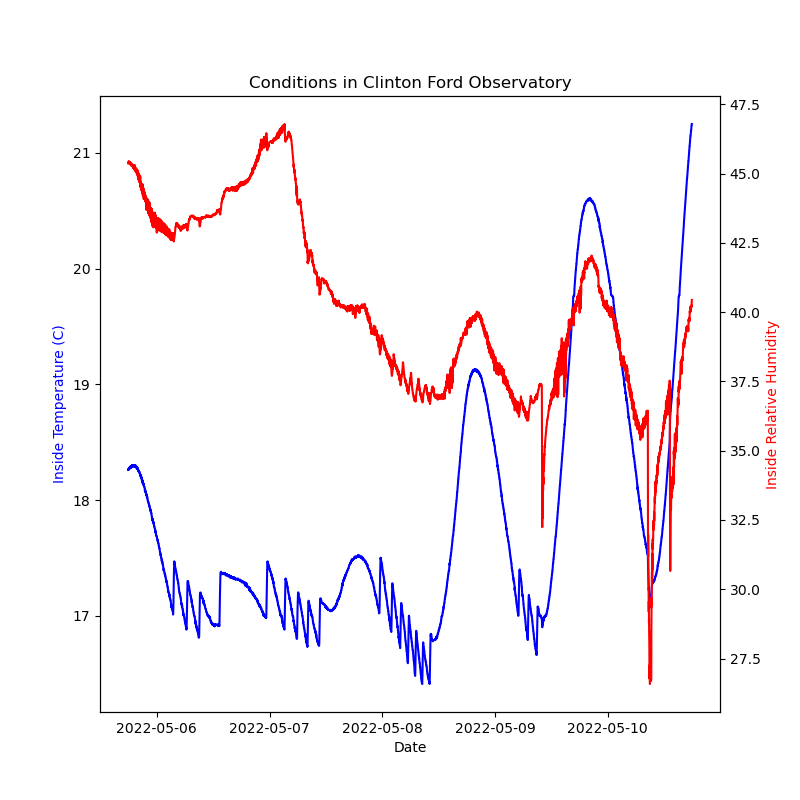 Conditions in Clinton Ford Observatory
Inside Temperature (C)
21
20
19
18
17
47.5
45.0
42.5
40.0
37.5
35.0
32.5
30.0
27.5
Inside Relative Humidity
2022-05-06 2022-05-07 2022-05-08 2022-05-09 2022-05-10
Date